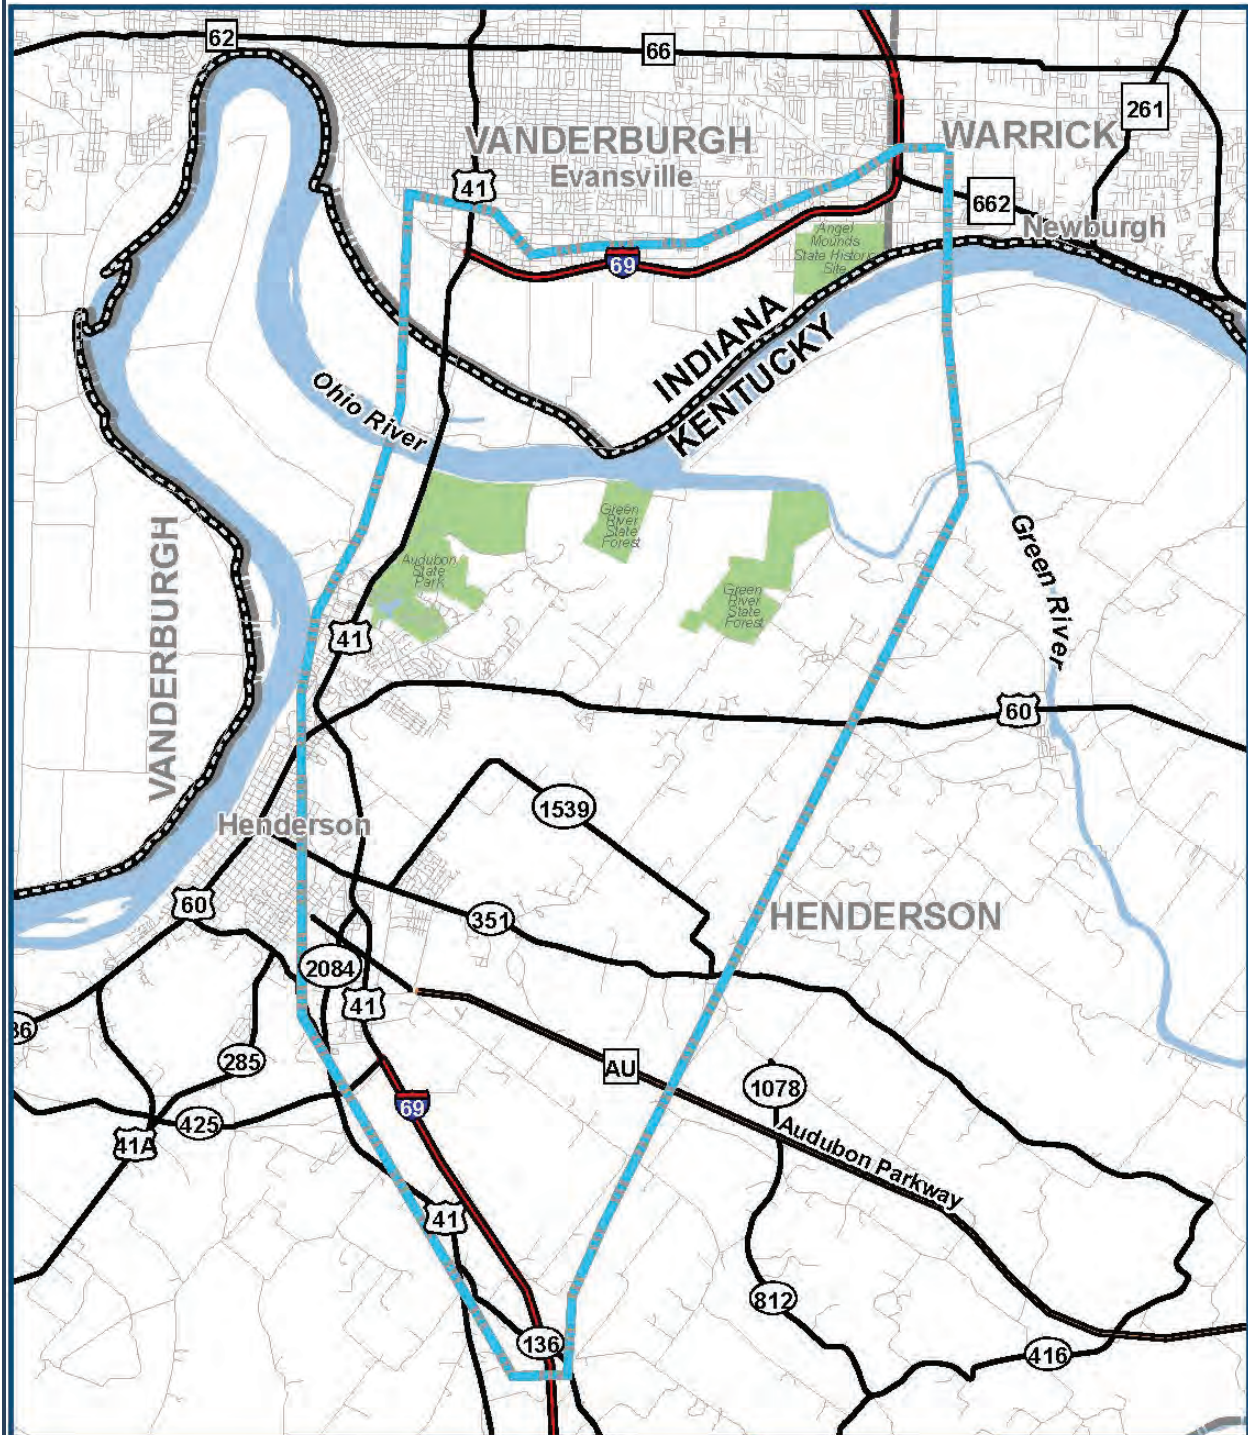 62
66
261
VANDERBURGH
WARRICK
Evansville
41
662
Newburgh
Angel
Mounds
State Historic
Site
69
INDIANA
KENTUCKY
Ohio River
Green
River
State
Forest
Green River
VANDERBURGH
Audubon
State
Park
Green
River
State
Forest
41
60
1539
Henderson
60
351
HENDERSON
2084
41
36
285
AU
1078
69
425
41A
Audubon Parkway
41
812
136
416